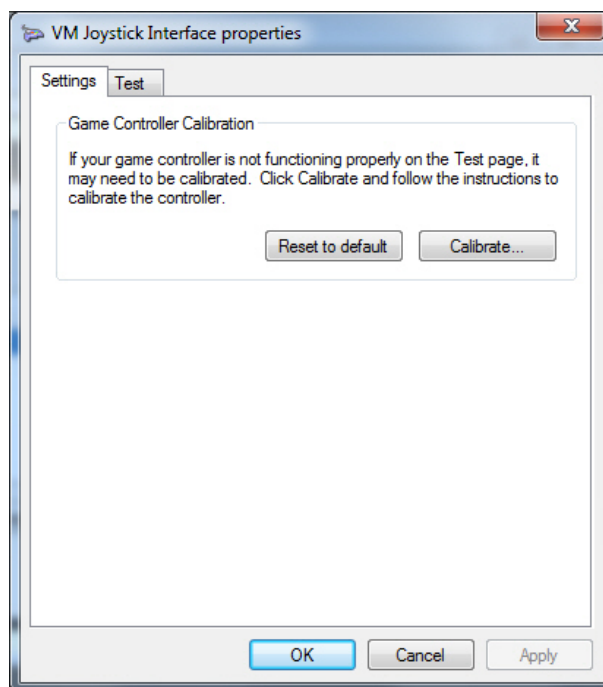 VM Joystick Interface properties
Settings
Test
Game Controller Calibration
If your game controller is not functioning properly on the Test page, it
may need to be calibrated.  Click Calibrate and follow the instructions to
calibrate the controller.
Reset to default
Calibrate...
OK
Cancel
Apply